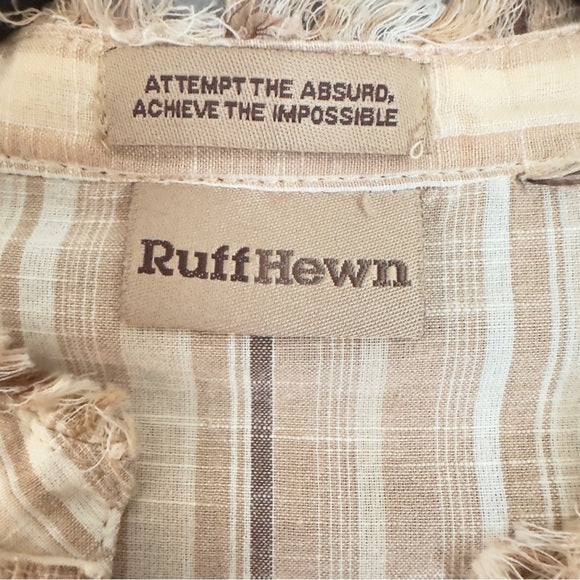 ATTEMPT THE ABSURD,
ACHIEVE THE IMPOSSIBLE
RuffHewn